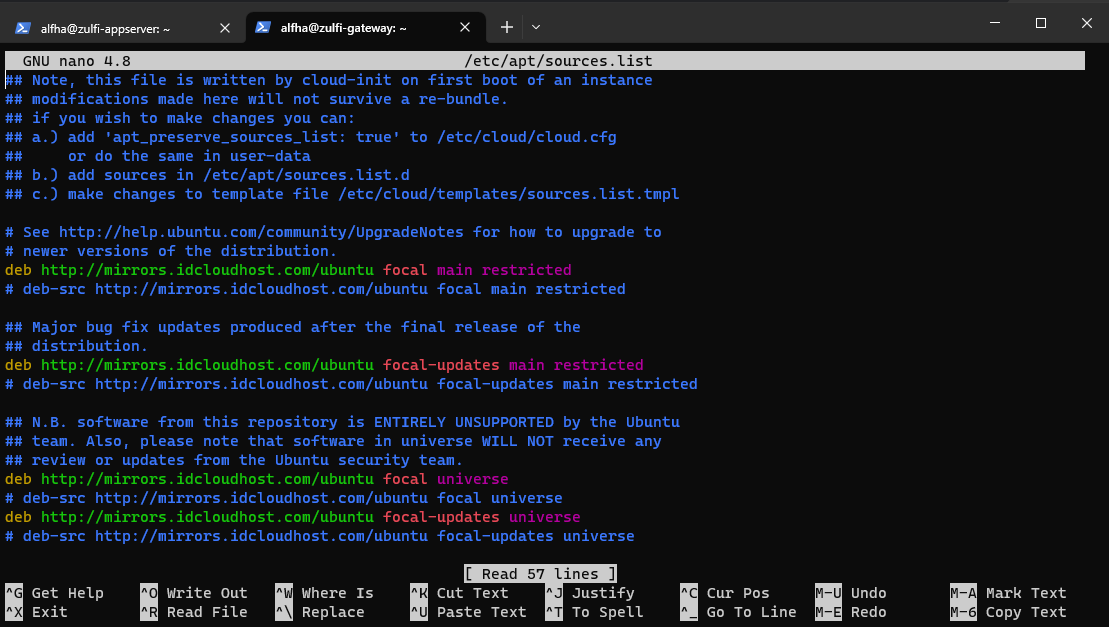 alfha@zulfi-appserver: ~
alfha@zulfi-gateway: ~
GNU nano 4.8 /etc/apt/sources.list
## Note, this file is written by cloud-init on first boot of an instance
## modifications made here will not survive a re-bundle.
## if you wish to make changes you can:
## a.) add 'apt_preserve_sources_list: true' to /etc/cloud/cloud.cfg
## or do the same in user-data
## b.) add sources in /etc/apt/sources.list.d
## c.) make changes to template file /etc/cloud/templates/sources.list.tmpl
# See http://help.ubuntu.com/community/UpgradeNotes for how to upgrade to
# newer versions of the distribution.
deb http://mirrors.idcloudhost.com/ubuntu focal main restricted
# deb-src http://mirrors.idcloudhost.com/ubuntu focal main restricted
## Major bug fix updates produced after the final release of the
## distribution.
deb http://mirrors.idcloudhost.com/ubuntu focal-updates main restricted
# deb-src http://mirrors.idcloudhost.com/ubuntu focal-updates main restricted
## N.B. software from this repository is ENTIRELY UNSUPPORTED by the Ubuntu
## team. Also, please note that software in universe WILL NOT receive any
## review or updates from the Ubuntu security team.
deb http://mirrors.idcloudhost.com/ubuntu focal universe
# deb-src http://mirrors.idcloudhost.com/ubuntu focal universe
deb http://mirrors.idcloudhost.com/ubuntu focal-updates universe
# deb-src http://mirrors.idcloudhost.com/ubuntu focal-updates universe
[ Read 57 lines ]
^G Get Help ^O Write Out ^W Where Is ^K Cut Text ^J Justify ^C Cur Pos M-U Undo M-A Mark Text
^X Exit ^R Read File ^\ Replace ^U Paste Text ^T To Spell ^_ Go To Line M-E Redo M-6 Copy Text